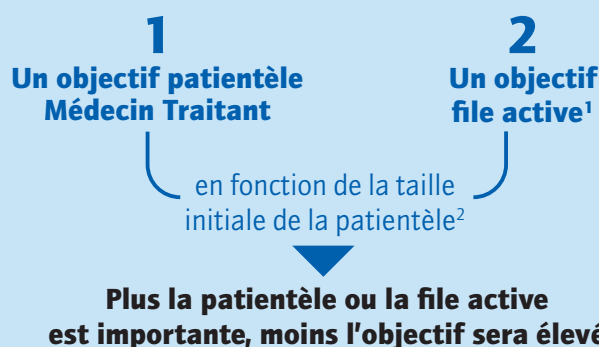 1
Un objectif patientèle
Médecin Traitant
2
Un objectif
file active¹
en fonction de la taille
initiale de la patientèle²
Plus la patientèle ou la file active
est importante, moins l'objectif sera élevé